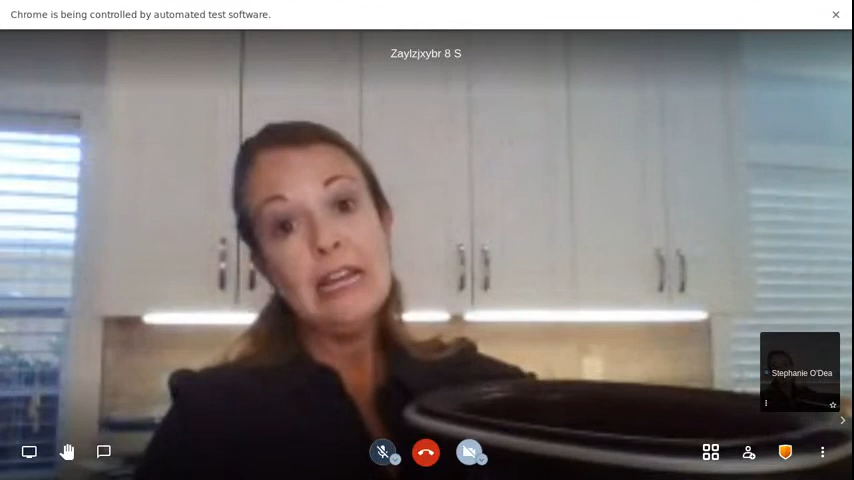 Chrome is being controlled by automated test software.
Zaylzjxybr 8 S
Stephanie O'Dea